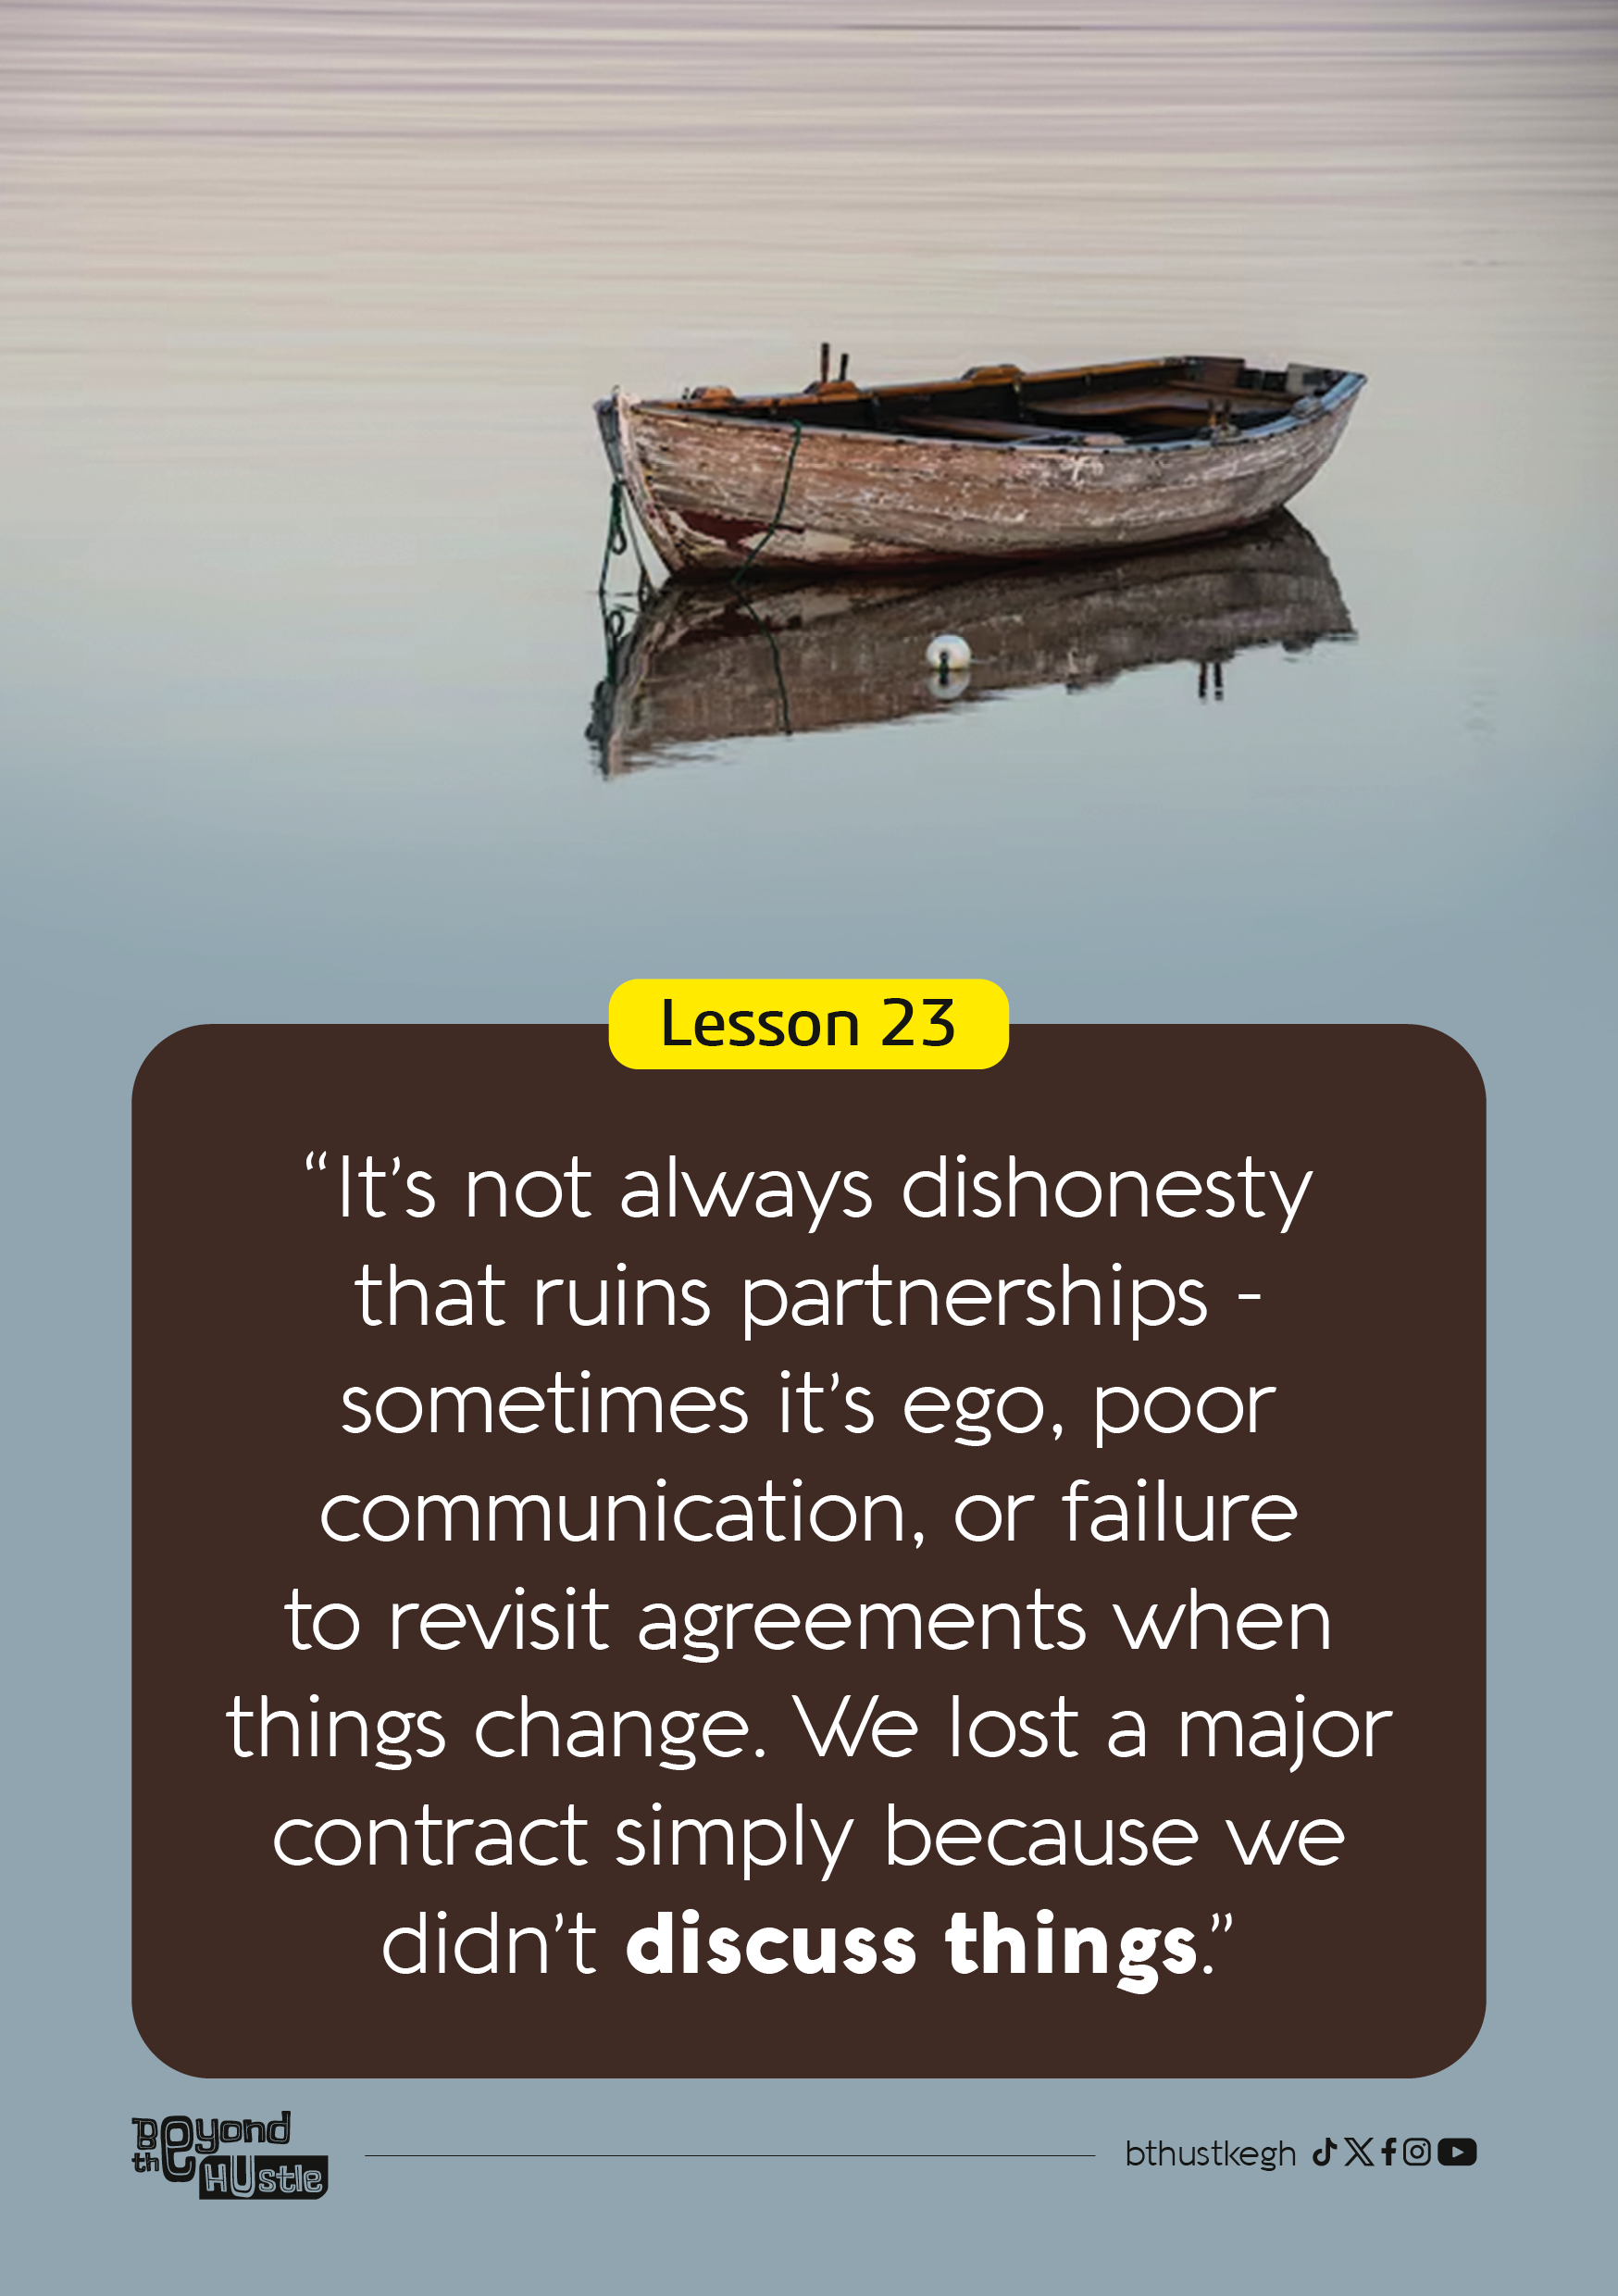 Lesson 23
“It’s not always dishonesty
that ruins partnerships -
sometimes it’s ego, poor
communication, or failure
to revisit agreements when
things change. We lost a major
contract simply because we
didn’t discuss things.”
Beyond
the HUstle
bthustkegh